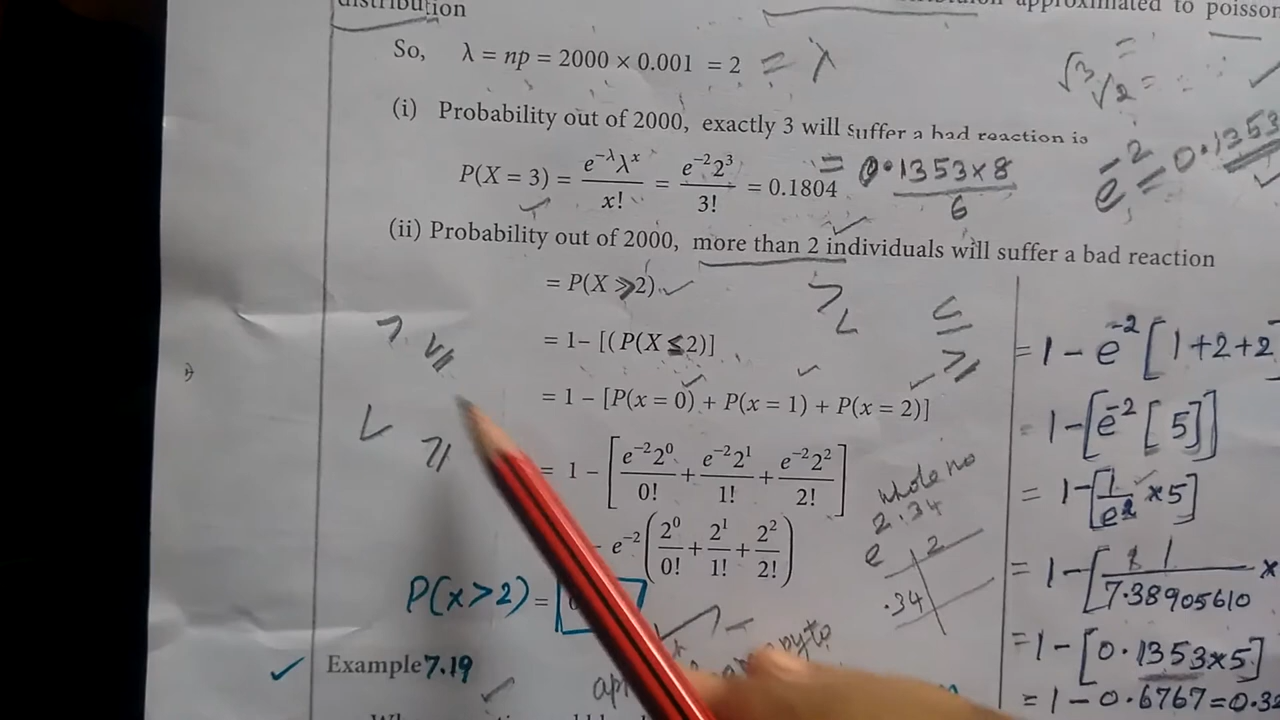 distribution approximated to poisson
So, λ = np = 2000 × 0.001 = 2 = λ
(i) Probability out of 2000, exactly 3 will suffer a bad reaction is
P(X = 3) = e^{-λ}λ^x / x! = e^{-2}2^3 / 3! = 0.1804 = 0.1353×8 / 6
e^{-2} = 0.1353
√3 √2 =
(ii) Probability out of 2000, more than 2 individuals will suffer a bad reaction
= P(X ⩾2)
= 1– [( P(X ≤2)]
= 1 – [P(x = 0) + P(x = 1) + P(x = 2)]
= 1 – [e^{-2}2^0 / 0! + e^{-2}2^1 / 1! + e^{-2}2^2 / 2!]
- e^{-2} (2^0 / 0! + 2^1 / 1! + 2^2 / 2!)
P(x>2) =
Example 7.19
> ≤
< ≥
> <
≤
≥
whole no
2.34
e 2
.34
= 1 - e^{-2} [1+2+2
= 1-[e^{-2} [5]]
= 1-[1/e^2 ×5]
= 1-[1 / 7.38905610 ×
= 1-[0.1353×5]
= 1-0.6767=0.3